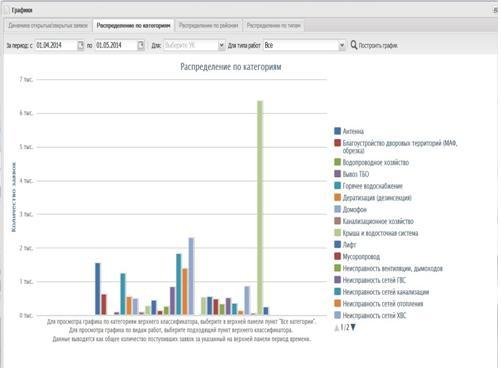 Графики
Динамика открытых/закрытых заявок Распределение по категориям Распределение по районам Распределение по типам
За период: с 01.04.2014 по 01.05.2014 Для: Выберите УК Для типа работ Все Построить график
Распределение по категориям
7 тыс.
6 тыс.
5 тыс.
4 тыс.
3 тыс.
2 тыс.
1 тыс.
0 тыс.
Количество заявок
Антенна
Благоустройство дворовых территорий (МАФ,
обрезка)
Водопроводное хозяйство
Вывоз ТБО
Горячее водоснабжение
Дератизация (дезинсекция)
Домофон
Канализационное хозяйство
Крыша и водосточная система
Лифт
Мусоропровод
Неисправность вентиляции, дымоходов
Неисправность сетей ГВС
Неисправность сетей канализации
Неисправность сетей отопления
Неисправность сетей ХВС
1/2
Для просмотра графика по категориям верхнего классификатора, выберите в верхней панели пункт "Все категории".
Для просмотра графика по видам работ, выберите подходящий пункт верхнего классификатора.
Данные выводятся как общее количество поступивших заявок за указанный на верхней панели период времени.